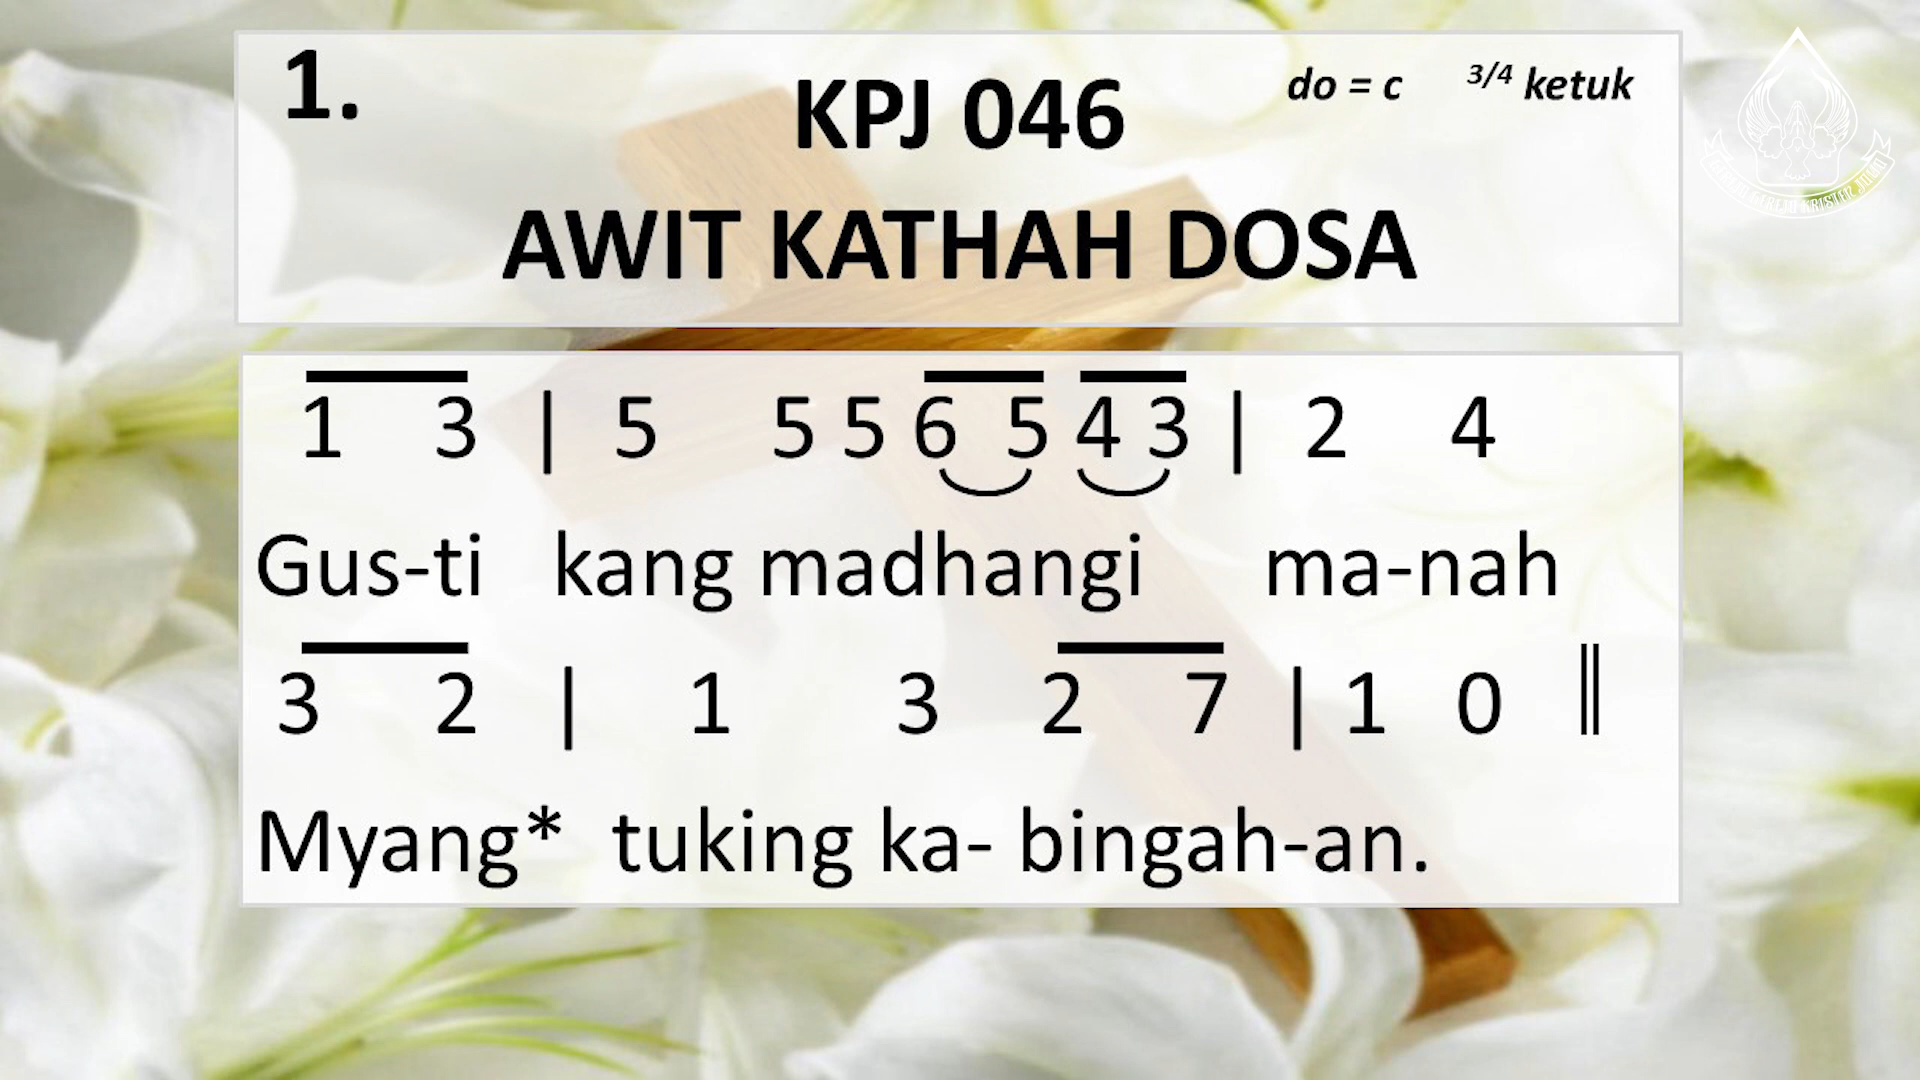 1.
KPJ 046
do = c 3/4 ketuk
AWIT KATHAH DOSA
1 3 | 5 5 5 6 5 4 3 | 2 4
Gus-ti kang madhangi ma-nah
3 2 | 1 3 2 7 | 1 0 ||
Myang* tuking ka- bingah-an.